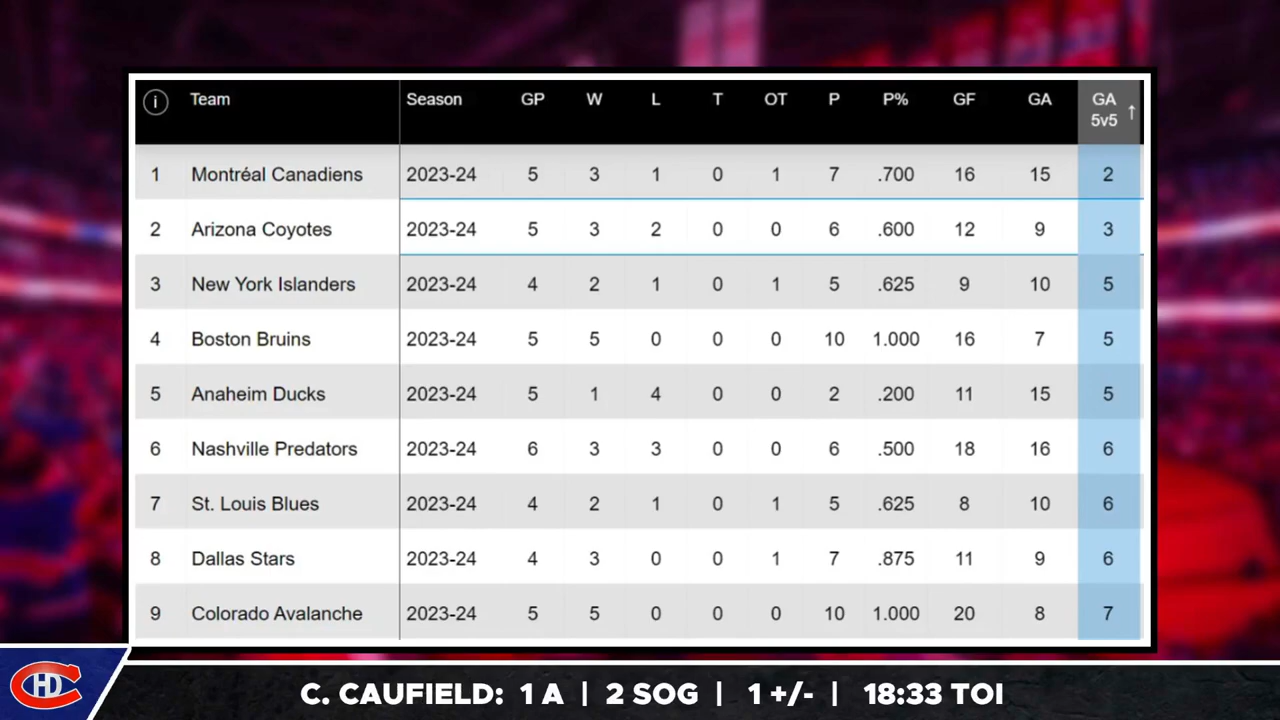 i Team Season GP W L T OT P P% GF GA GA 5v5 ↑
1 Montréal Canadiens 2023-24 5 3 1 0 1 7 .700 16 15 2
2 Arizona Coyotes 2023-24 5 3 2 0 0 6 .600 12 9 3
3 New York Islanders 2023-24 4 2 1 0 1 5 .625 9 10 5
4 Boston Bruins 2023-24 5 5 0 0 0 10 1.000 16 7 5
5 Anaheim Ducks 2023-24 5 1 4 0 0 2 .200 11 15 5
6 Nashville Predators 2023-24 6 3 3 0 0 6 .500 18 16 6
7 St. Louis Blues 2023-24 4 2 1 0 1 5 .625 8 10 6
8 Dallas Stars 2023-24 4 3 0 0 1 7 .875 11 9 6
9 Colorado Avalanche 2023-24 5 5 0 0 0 10 1.000 20 8 7
HD
C. CAUFIELD: 1 A | 2 SOG | 1 +/- | 18:33 TOI